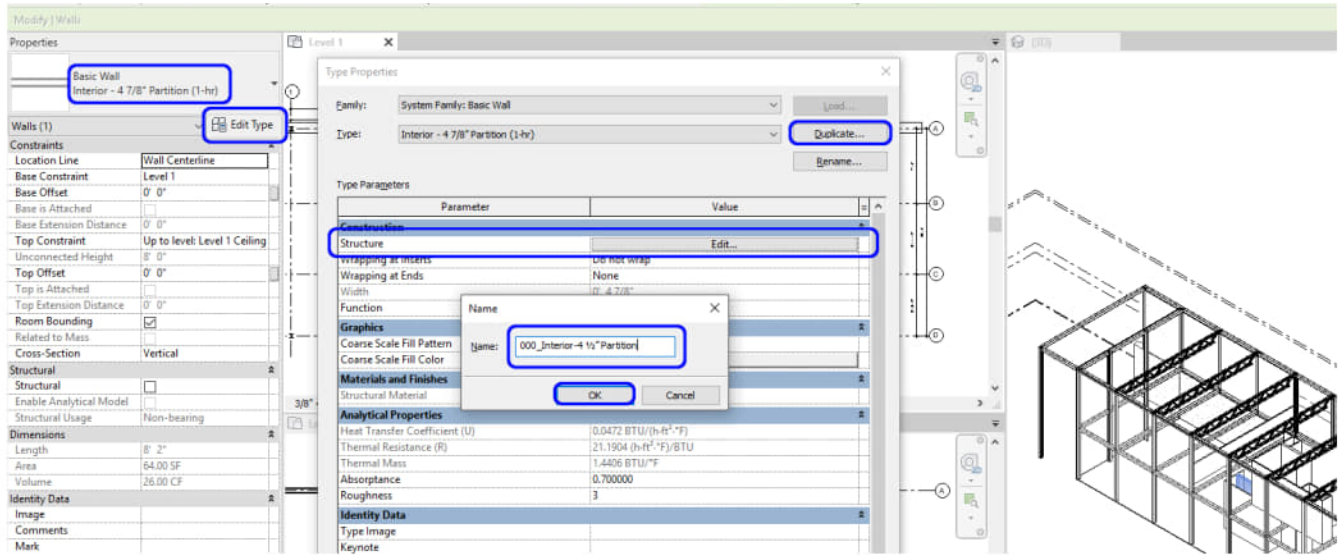 Modify | Walls
Properties
Basic Wall
Interior - 4 7/8" Partition (1-hr)
Walls (1)
Edit Type
Constraints
Location Line Wall Centerline
Base Constraint Level 1
Base Offset 0' 0"
Base is Attached
Base Extension Distance 0' 0"
Top Constraint Up to level: Level 1 Ceiling
Unconnected Height 8' 0"
Top Offset 0' 0"
Top is Attached
Top Extension Distance 0' 0"
Room Bounding
Related to Mass
Cross-Section Vertical
Structural
Structural
Enable Analytical Model
Structural Usage Non-bearing
Dimensions
Length 8' 2"
Area 64.00 SF
Volume 26.00 CF
Identity Data
Image
Comments
Mark
Level 1
1
3/8"
Type Properties
Family: System Family: Basic Wall Load...
Type: Interior - 4 7/8" Partition (1-hr) Duplicate...
Rename...
Type Parameters
Parameter Value =
Construction
Structure Edit...
Wrapping at Inserts Do not wrap
Wrapping at Ends None
Width 0' 4 7/8"
Function
Graphics
Coarse Scale Fill Pattern
Coarse Scale Fill Color
Materials and Finishes
Structural Material
Analytical Properties
Heat Transfer Coefficient (U) 0.0472 BTU/(h·ft²·°F)
Thermal Resistance (R) 21.1904 (h·ft²·°F)/BTU
Thermal Mass 1.4406 BTU/°F
Absorptance 0.700000
Roughness 3
Identity Data
Type Image
Keynote
Name
Name: 000_Interior-4 ½" Partition
OK Cancel
A
B
C
D
A
{3D}